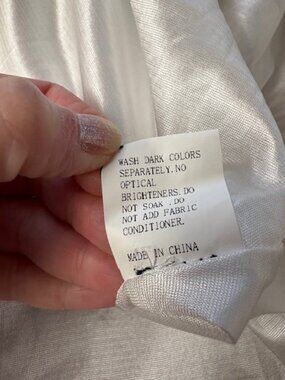 WASH DARK COLORS
SEPARATELY.NO
OPTICAL
BRIGHTENERS.DO
NOT SOAK .DO
NOT ADD FABRIC
CONDITIONER.
MADE IN CHINA